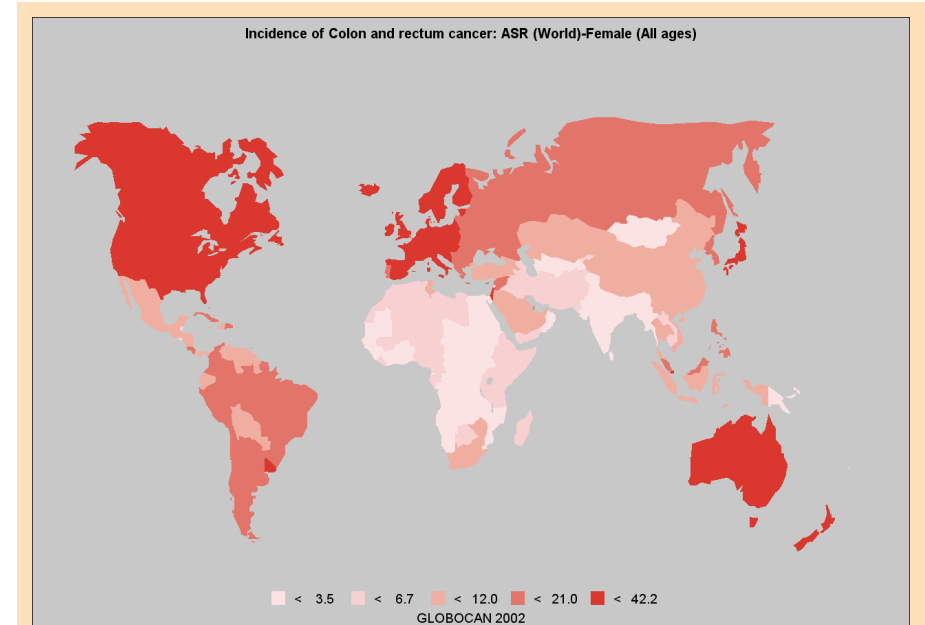 Incidence of Colon and rectum cancer: ASR (World)-Female (All ages)
< 3.5 < 6.7 < 12.0 < 21.0 < 42.2
GLOBOCAN 2002